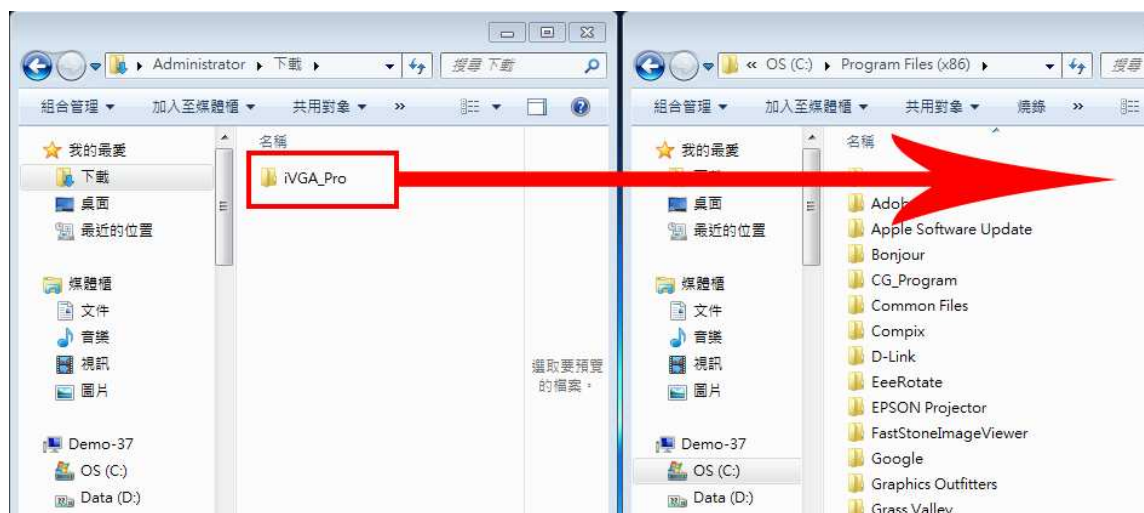 Administrator ▸ 下載 ▸
搜尋 下載
組合管理 ▼ 加入至媒體櫃 ▼ 共用對象 ▼ »
我的最愛
下載
桌面
最近的位置
媒體櫃
文件
音樂
視訊
圖片
Demo-37
OS (C:)
Data (D:)
名稱
iVGA_Pro
選取要預覽
的檔案。
« OS (C:) ▸ Program Files (x86) ▸
搜尋
組合管理 ▼ 加入至媒體櫃 ▼ 共用對象 ▼ 燒錄 »
我的最愛
桌面
最近的位置
媒體櫃
文件
音樂
視訊
圖片
Demo-37
OS (C:)
Data (D:)
名稱
Apple Software Update
Bonjour
CG_Program
Common Files
Compix
D-Link
EeeRotate
EPSON Projector
FastStoneImageViewer
Google
Graphics Outfitters
Grass Valley